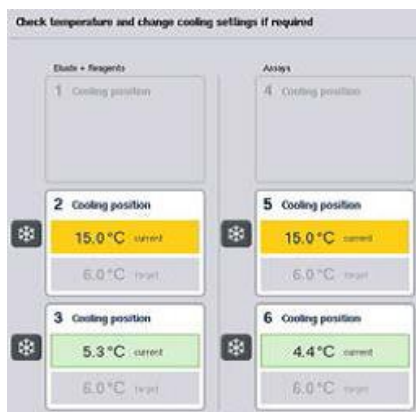 Check temperature and change cooling settings if required
Eluate + Reagents
Assays
1 Cooling position
4 Cooling position
2 Cooling position
15.0 °C current
6.0 °C target
5 Cooling position
15.0 °C current
6.0 °C target
3 Cooling position
5.3 °C current
6.0 °C target
6 Cooling position
4.4 °C current
6.0 °C target